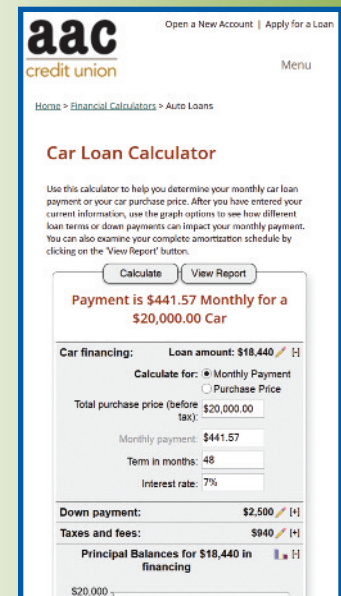 aac
credit union
Open a New Account | Apply for a Loan
Menu
Home > Financial Calculators > Auto Loans
Car Loan Calculator
Use this calculator to help you determine your monthly car loan
payment or your car purchase price. After you have entered your
current information, use the graph options to see how different
loan terms or down payments can impact your monthly payment.
You can also examine your complete amortization schedule by
clicking on the 'View Report' button.
Calculate View Report
Payment is $441.57 Monthly for a
$20,000.00 Car
Car financing: Loan amount: $18,440 [-]
Calculate for: Monthly Payment
Purchase Price
Total purchase price (before
tax): $20,000.00
Monthly payment: $441.57
Term in months: 48
Interest rate: 7%
Down payment: $2,500 [+]
Taxes and fees: $940 [+]
Principal Balances for $18,440 in [-]
financing
$20,000